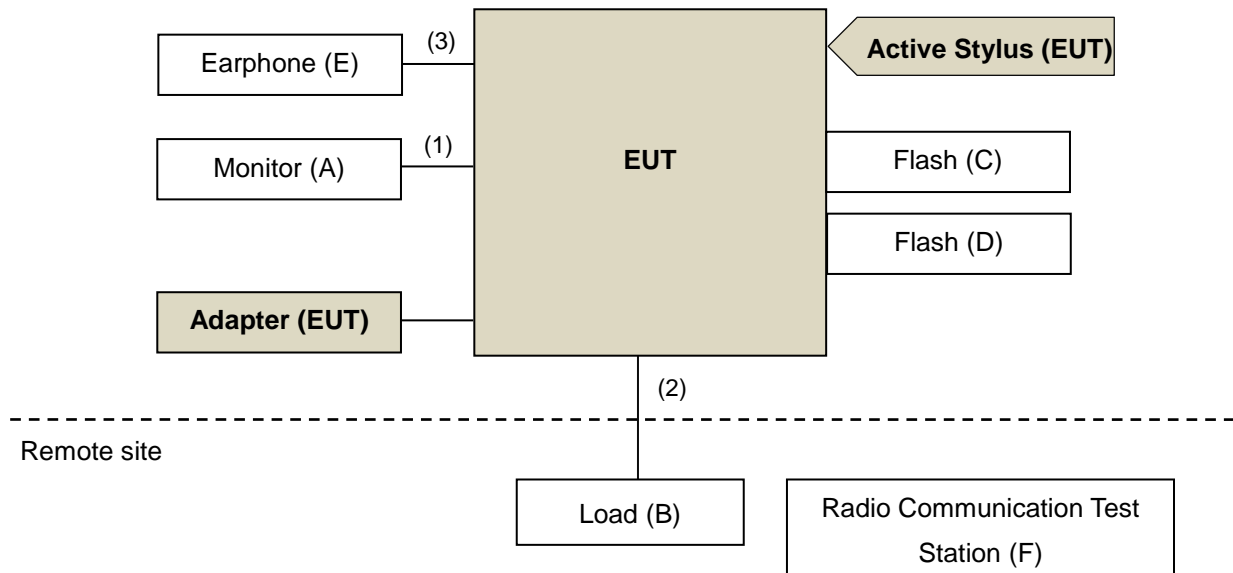 (3)
Earphone (E)
Active Stylus (EUT)
(1)
Monitor (A)
EUT
Flash (C)
Flash (D)
Adapter (EUT)
(2)
Remote site
Load (B)
Radio Communication Test
Station (F)